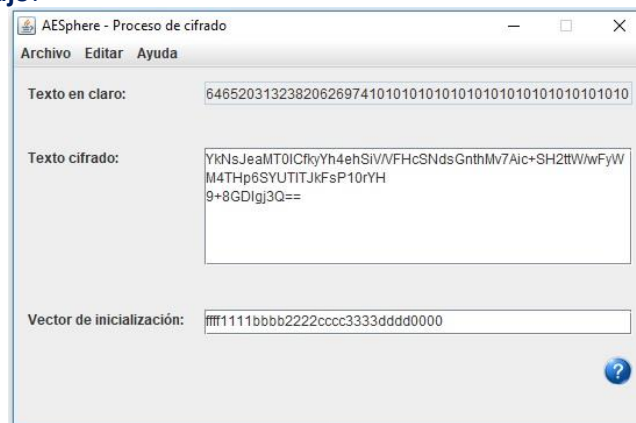 AESphere - Proceso de cifrado
Archivo Editar Ayuda
Texto en claro: 64652031323820626974101010101010101010101010101010101010
Texto cifrado: YkNsJeaMT0ICfkyYh4ehSiV/VFHcSNdsGnthMv7Aic+SH2ttW/wFyW
M4THp6SYUTITJkFsP10rYH
9+8GDIgj3Q==
Vector de inicialización: ffff1111bbbb2222cccc3333dddd0000